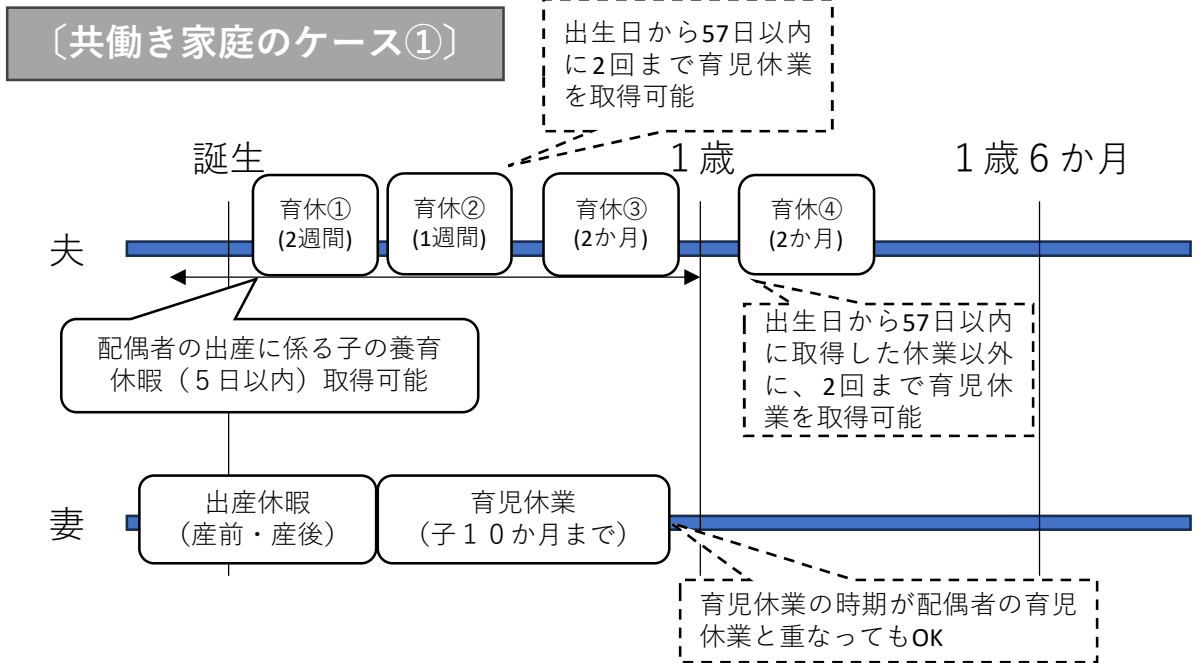 〔共働き家庭のケース①〕
出生日から57日以内
に2回まで育児休業
を取得可能
誕生
1歳
1歳6か月
夫
育休①
(2週間)
育休②
(1週間)
育休③
(2か月)
育休④
(2か月)
配偶者の出産に係る子の養育
休暇（５日以内）取得可能
出生日から57日以内
に取得した休業以外
に、2回まで育児休
業を取得可能
妻
出産休暇
（産前・産後）
育児休業
（子１０か月まで）
育児休業の時期が配偶者の育児
休業と重なってもOK